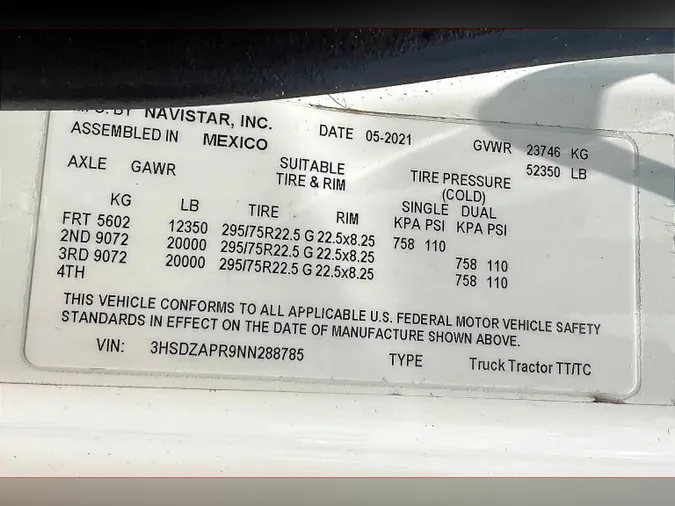 MFG. BY NAVISTAR, INC.
ASSEMBLED IN MEXICO DATE 05-2021 GVWR 23746 KG
52350 LB
AXLE GAWR SUITABLE TIRE PRESSURE
TIRE & RIM (COLD)
KG LB TIRE RIM SINGLE DUAL
KPA PSI KPA PSI
FRT 5602 12350 295/75R22.5 G 22.5x8.25 758 110
2ND 9072 20000 295/75R22.5 G 22.5x8.25 758 110
3RD 9072 20000 295/75R22.5 G 22.5x8.25 758 110
4TH
THIS VEHICLE CONFORMS TO ALL APPLICABLE U.S. FEDERAL MOTOR VEHICLE SAFETY
STANDARDS IN EFFECT ON THE DATE OF MANUFACTURE SHOWN ABOVE.
VIN: 3HSDZAPR9NN288785 TYPE Truck Tractor TT/TC